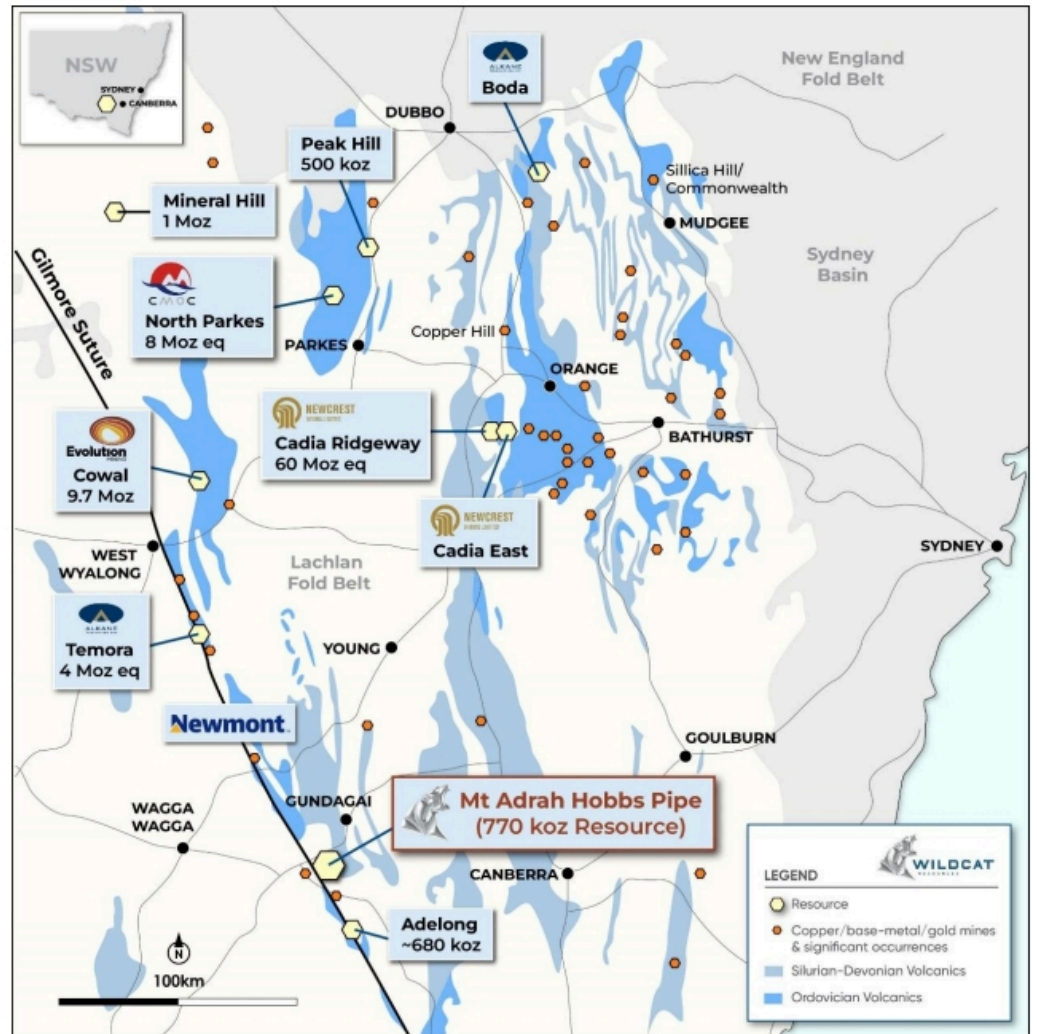 NSW
SYDNEY
CANBERRA
ALKANE
Boda
New England
Fold Belt
DUBBO
Peak Hill
500 koz
Sillica Hill/
Commonwealth
Mineral Hill
1 Moz
MUDGEE
Gilmore Suture
Sydney
Basin
CMOC
North Parkes
8 Moz eq
Copper Hill
PARKES
ORANGE
NEWCREST
Cadia Ridgeway
60 Moz eq
BATHURST
Evolution
Cowal
9.7 Moz
NEWCREST
Cadia East
WEST
WYALONG
SYDNEY
Lachlan
Fold Belt
ALKANE
Temora
4 Moz eq
YOUNG
Newmont
GOULBURN
GUNDAGAI
Mt Adrah Hobbs Pipe
(770 koz Resource)
WAGGA
WAGGA
CANBERRA
WILDCAT
RESOURCES
LEGEND
Resource
Copper/base-metal/gold mines
& significant occurrences
Silurian-Devonian Volcanics
Ordovician Volcanics
Adelong
~680 koz
N
100km